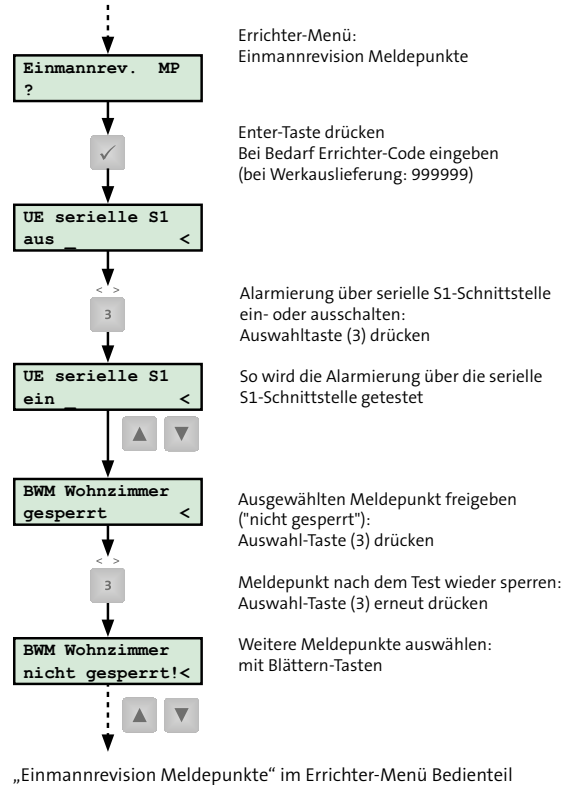 Errichter-Menü:
Einmannrevision Meldepunkte
Einmannrev. MP
?
Enter-Taste drücken
Bei Bedarf Errichter-Code eingeben
(bei Werkauslieferung: 999999)
✓
UE serielle S1
aus _ <
< >
3
Alarmierung über serielle S1-Schnittstelle
ein- oder ausschalten:
Auswahltaste (3) drücken
UE serielle S1
ein _ <
So wird die Alarmierung über die serielle
S1-Schnittstelle getestet
▲ ▼
BWM Wohnzimmer
gesperrt <
Ausgewählten Meldepunkt freigeben
("nicht gesperrt"):
Auswahl-Taste (3) drücken
< >
3
Meldepunkt nach dem Test wieder sperren:
Auswahl-Taste (3) erneut drücken
BWM Wohnzimmer
nicht gesperrt!<
Weitere Meldepunkte auswählen:
mit Blättern-Tasten
▲ ▼
„Einmannrevision Meldepunkte“ im Errichter-Menü Bedienteil